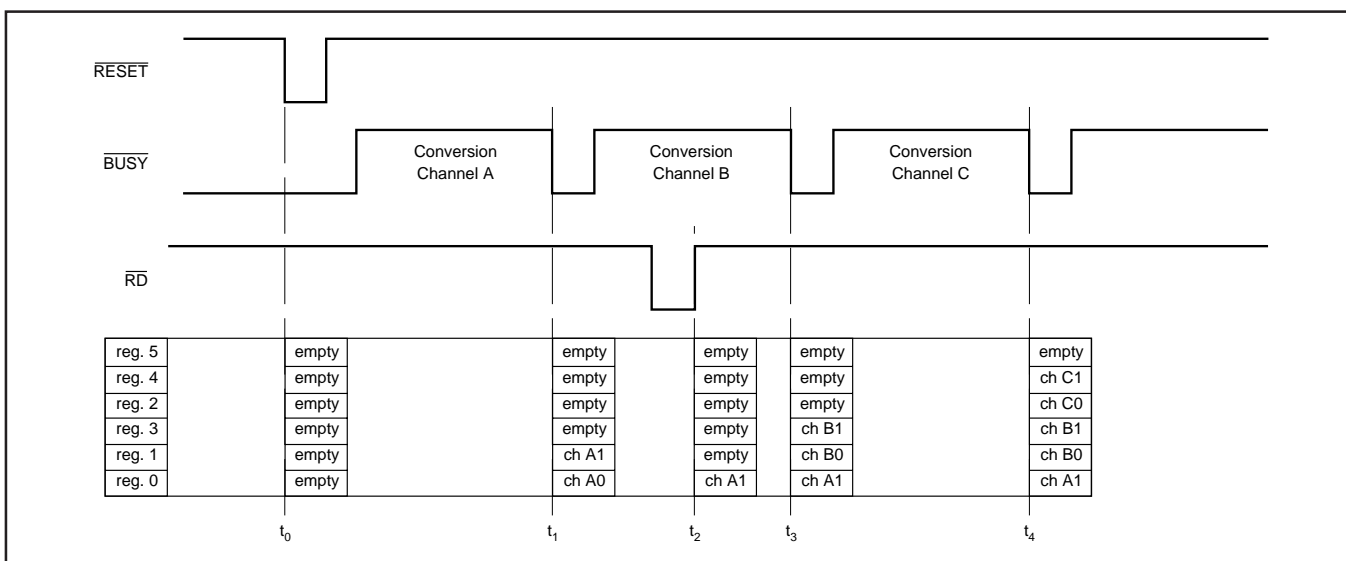 RESET
BUSY
Conversion Channel A
Conversion Channel B
Conversion Channel C
RD
reg. 5 empty empty empty empty empty
reg. 4 empty empty empty empty ch C1
reg. 2 empty empty empty empty ch C0
reg. 3 empty empty empty ch B1 ch B1
reg. 1 empty ch A1 empty ch B0 ch B0
reg. 0 empty ch A0 ch A1 ch A1 ch A1
t0 t1 t2 t3 t4